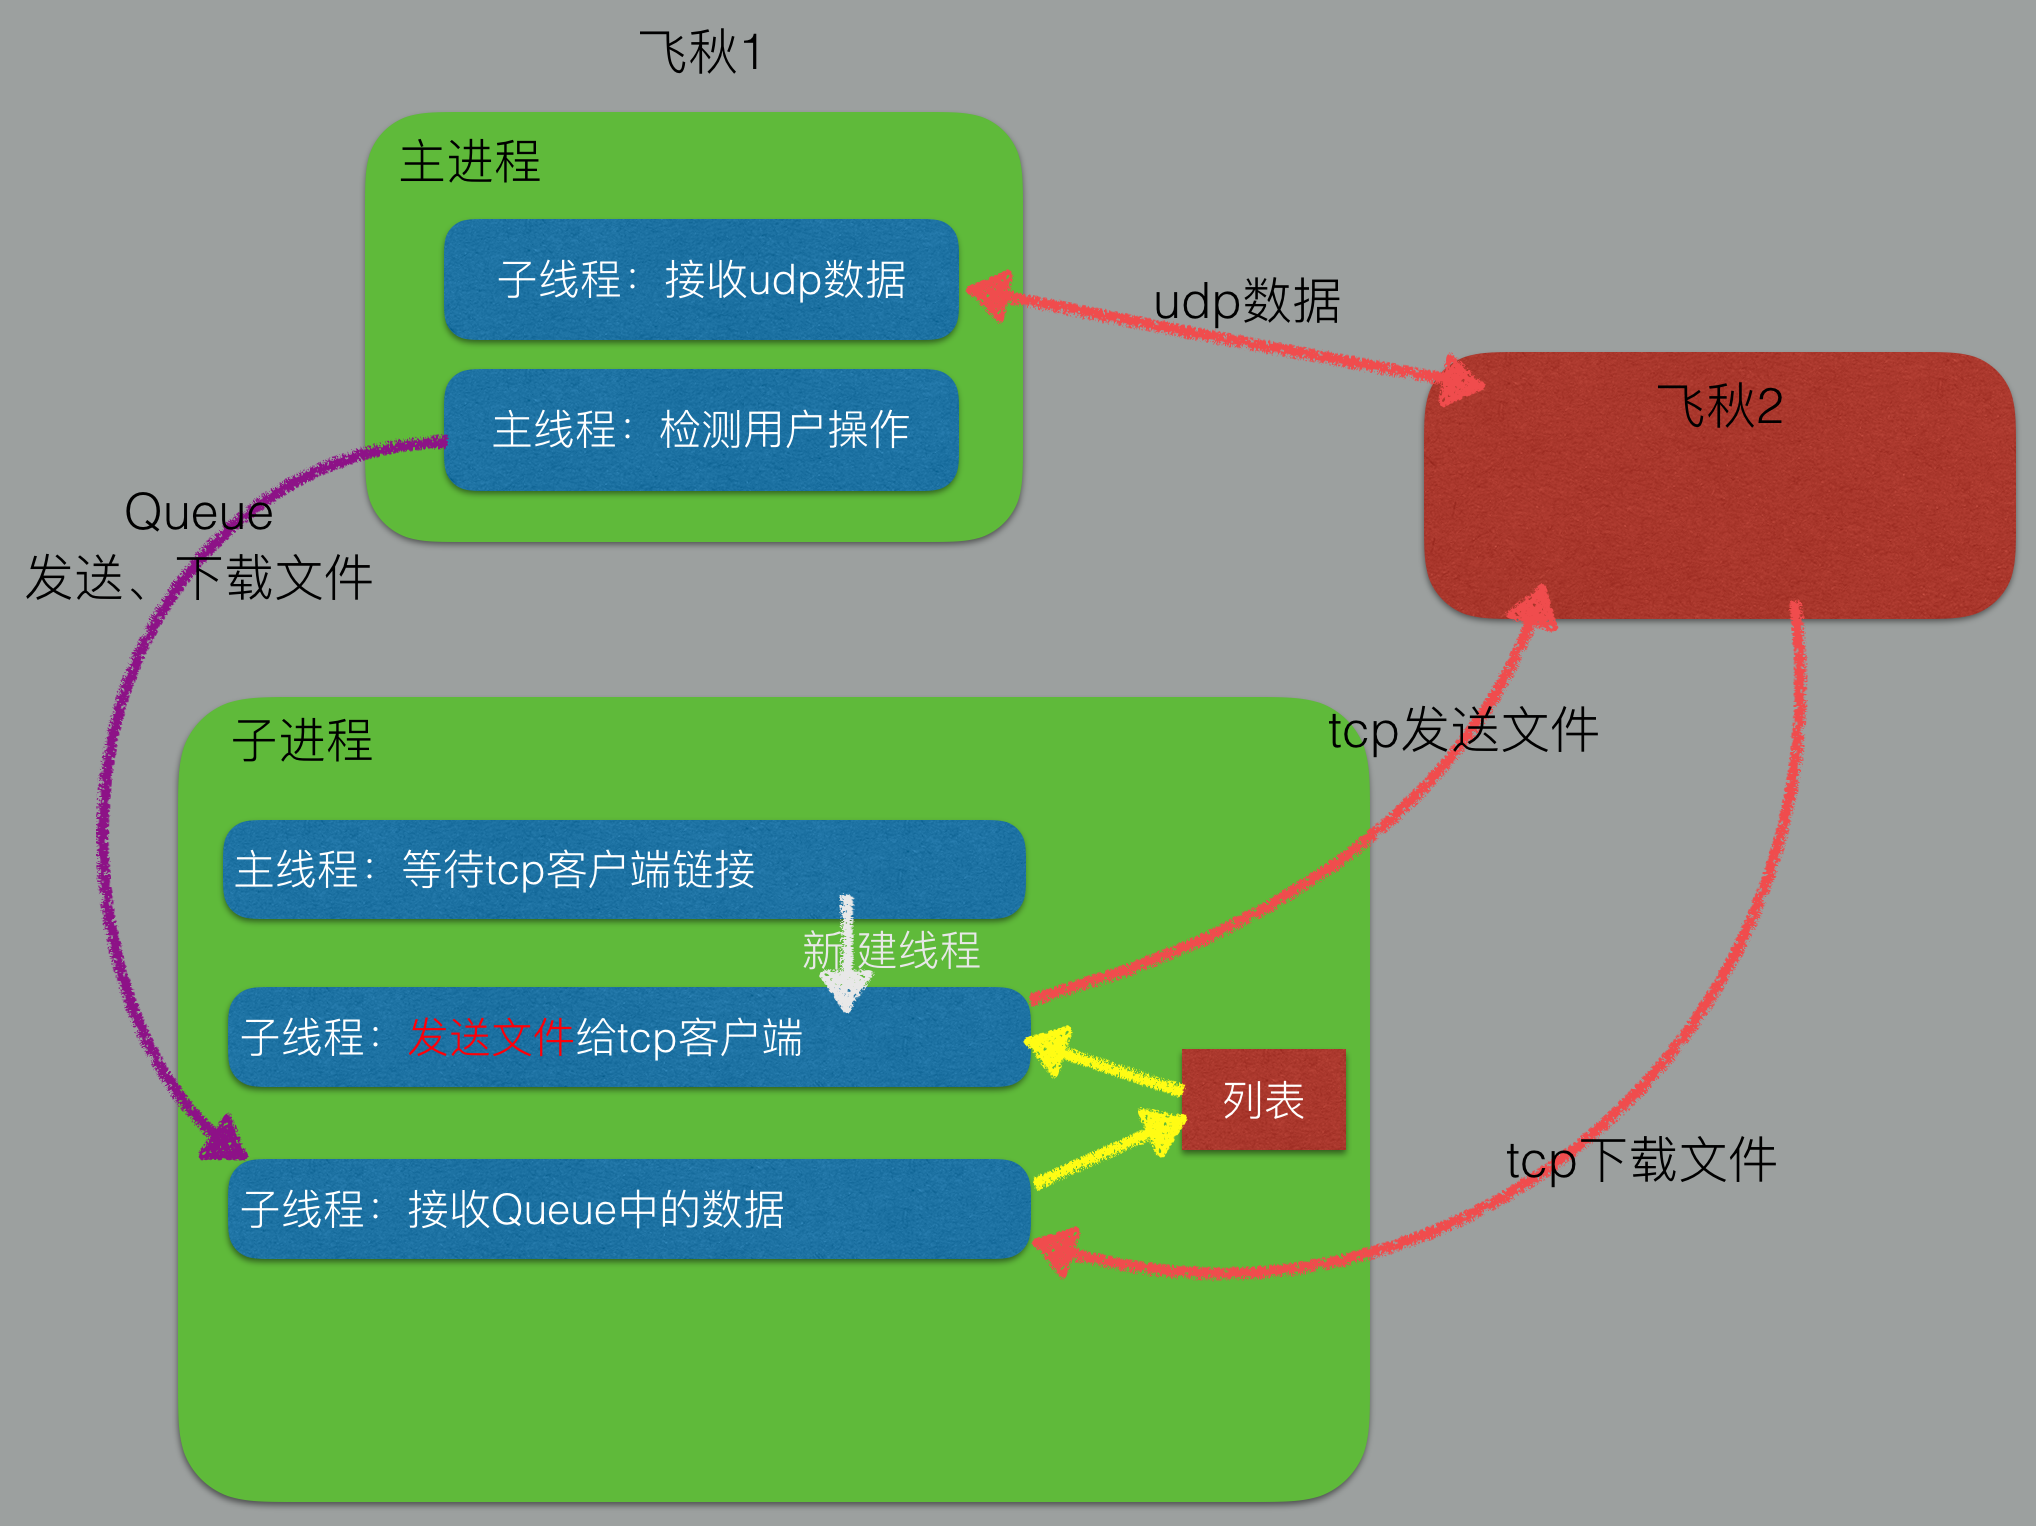 飞秋1
主进程
子线程：接收udp数据
主线程：检测用户操作
udp数据
飞秋2
Queue
发送、下载文件
子进程
tcp发送文件
主线程：等待tcp客户端链接
新建线程
子线程：发送文件给tcp客户端
列表
子线程：接收Queue中的数据
tcp下载文件